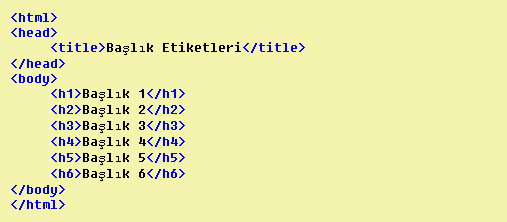 <html>
<head>
<title>Başlık Etiketleri</title>
</head>
<body>
<h1>Başlık 1</h1>
<h2>Başlık 2</h2>
<h3>Başlık 3</h3>
<h4>Başlık 4</h4>
<h5>Başlık 5</h5>
<h6>Başlık 6</h6>
</body>
</html>